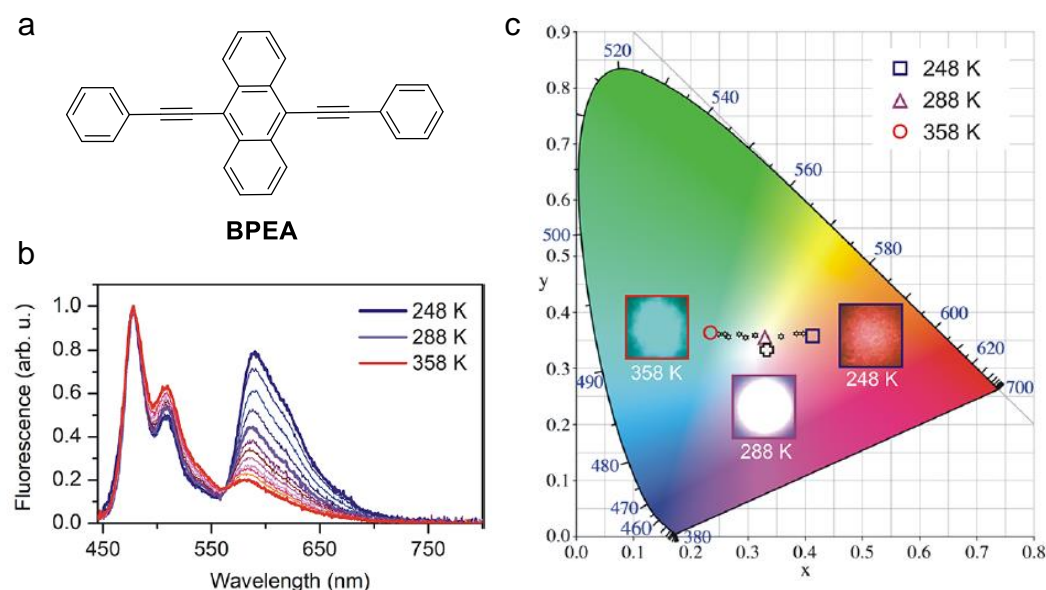 a
BPEA
b
Fluorescence (arb. u.)
1.0
0.8
0.6
0.4
0.2
0.0
248 K
288 K
358 K
450 550 650 750
Wavelength (nm)
c
0.9
0.8
0.7
0.6
0.5
y
0.4
0.3
0.2
0.1
0.0
520
540
560
580
600
620
700
500
490
480
470
460
380
248 K
288 K
358 K
358 K
248 K
288 K
0.0 0.1 0.2 0.3 0.4 0.5 0.6 0.7 0.8
x